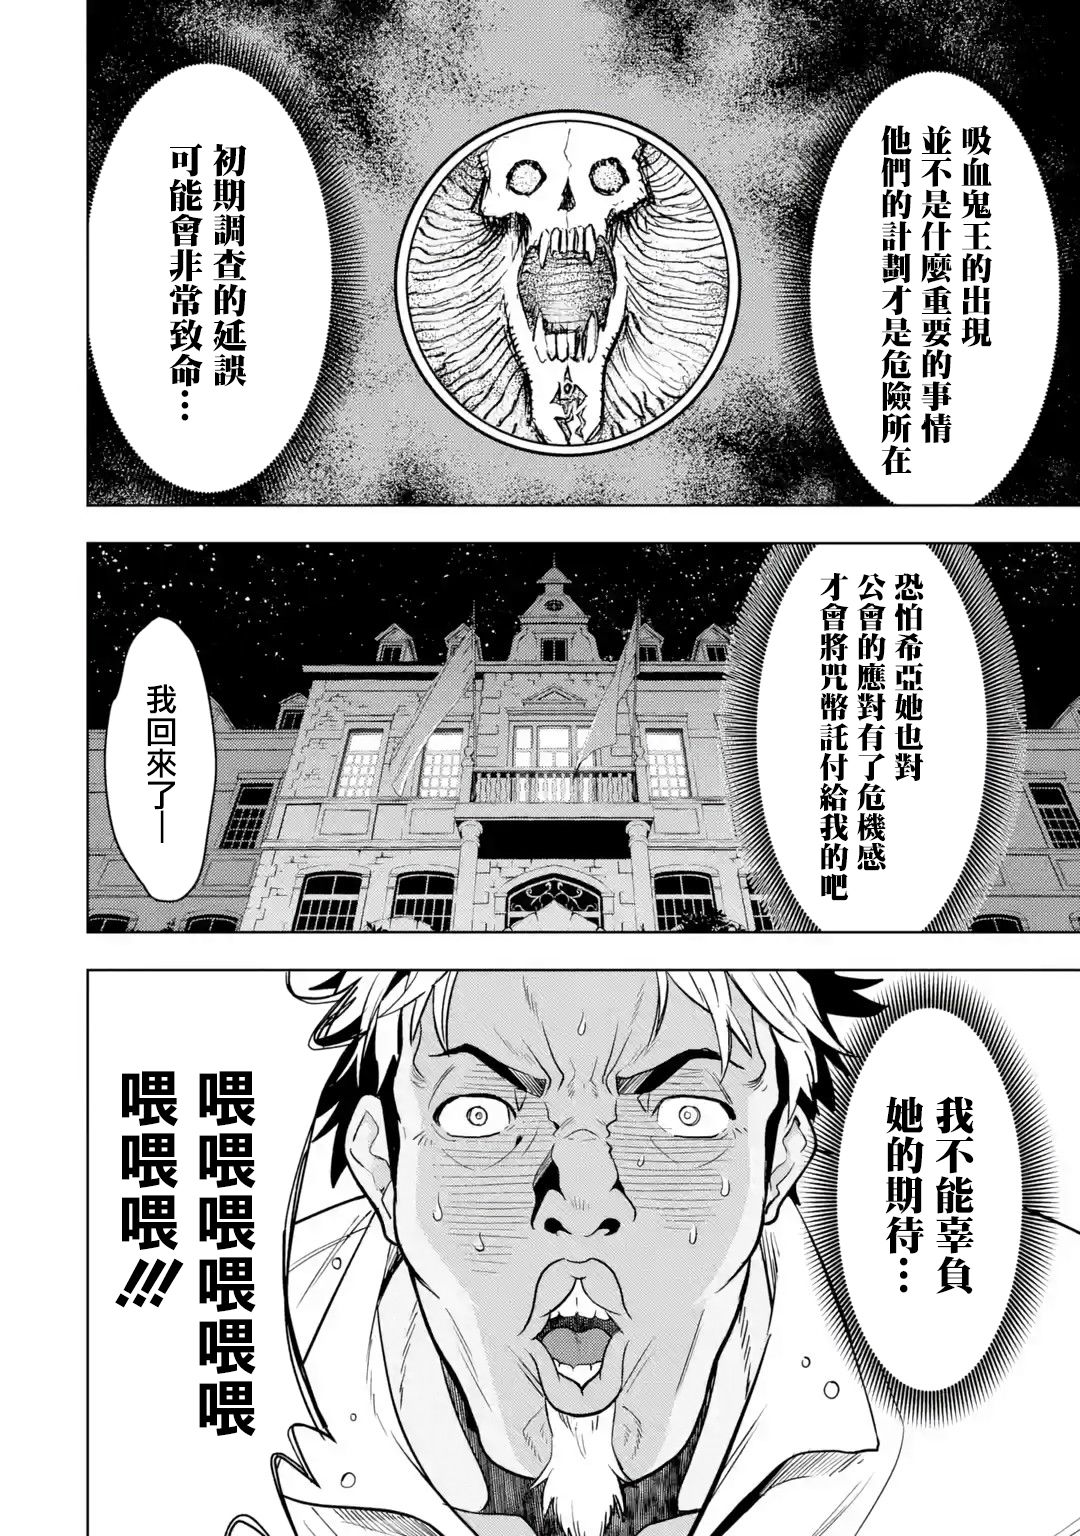 吸血鬼王的出現
並不是什麼重要的事情
他們的計劃才是危險所在
初期調查的延誤
可能會非常致命…
恐怕希亞她也對
公會的應對有了危機感
才會將咒幣託付給我的吧
我回來了—
我不能辜負
她的期待…
喂喂喂喂喂喂
喂喂喂!!!